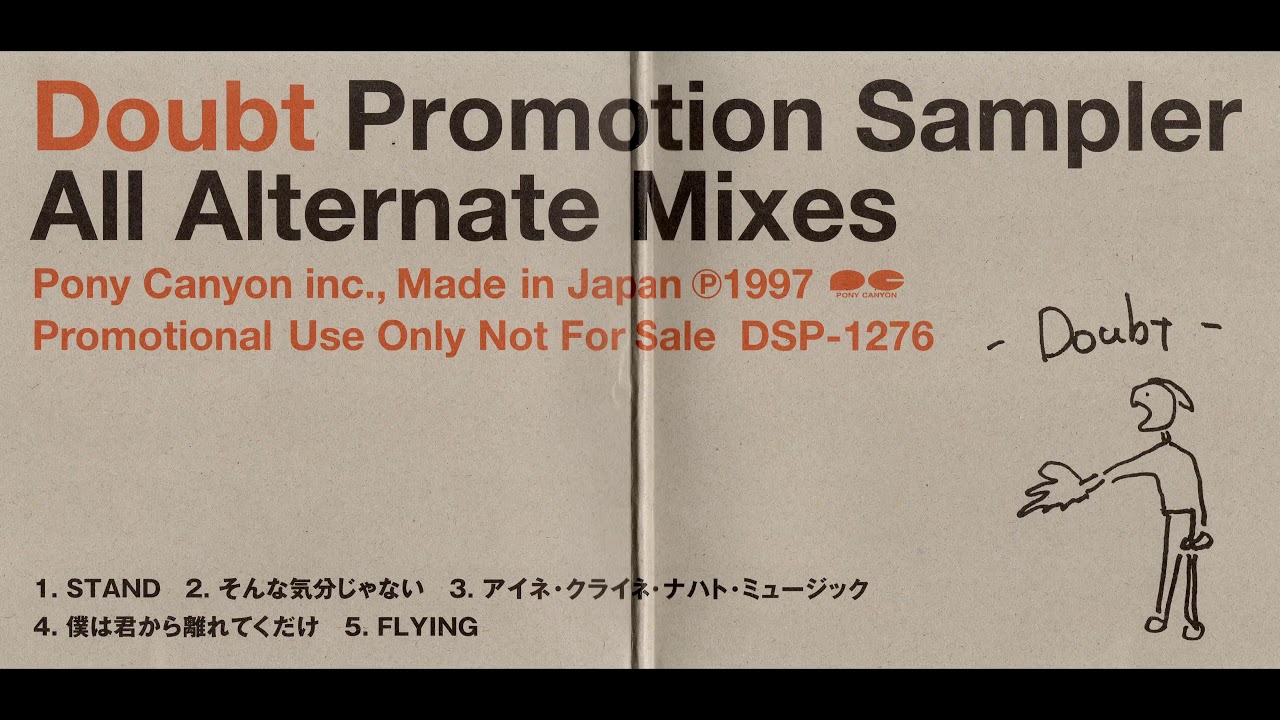 Doubt Promotion Sampler
All Alternate Mixes
Pony Canyon inc., Made in Japan ℗1997 PONY CANYON
Promotional Use Only Not For Sale DSP-1276
- Doubt -
1. STAND 2. そんな気分じゃない 3. アイネ・クライネ・ナハト・ミュージック
4. 僕は君から離れてくだけ 5. FLYING